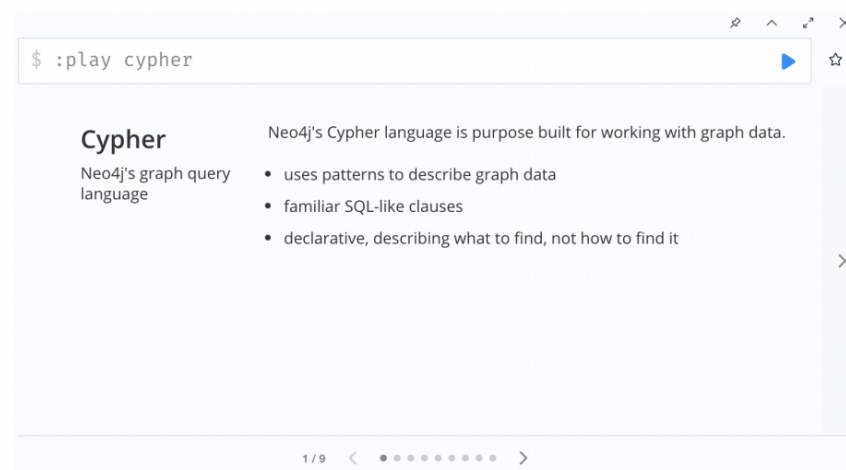 $ :play cypher
Cypher
Neo4j's graph query
language
Neo4j's Cypher language is purpose built for working with graph data.
• uses patterns to describe graph data
• familiar SQL-like clauses
• declarative, describing what to find, not how to find it
1 / 9